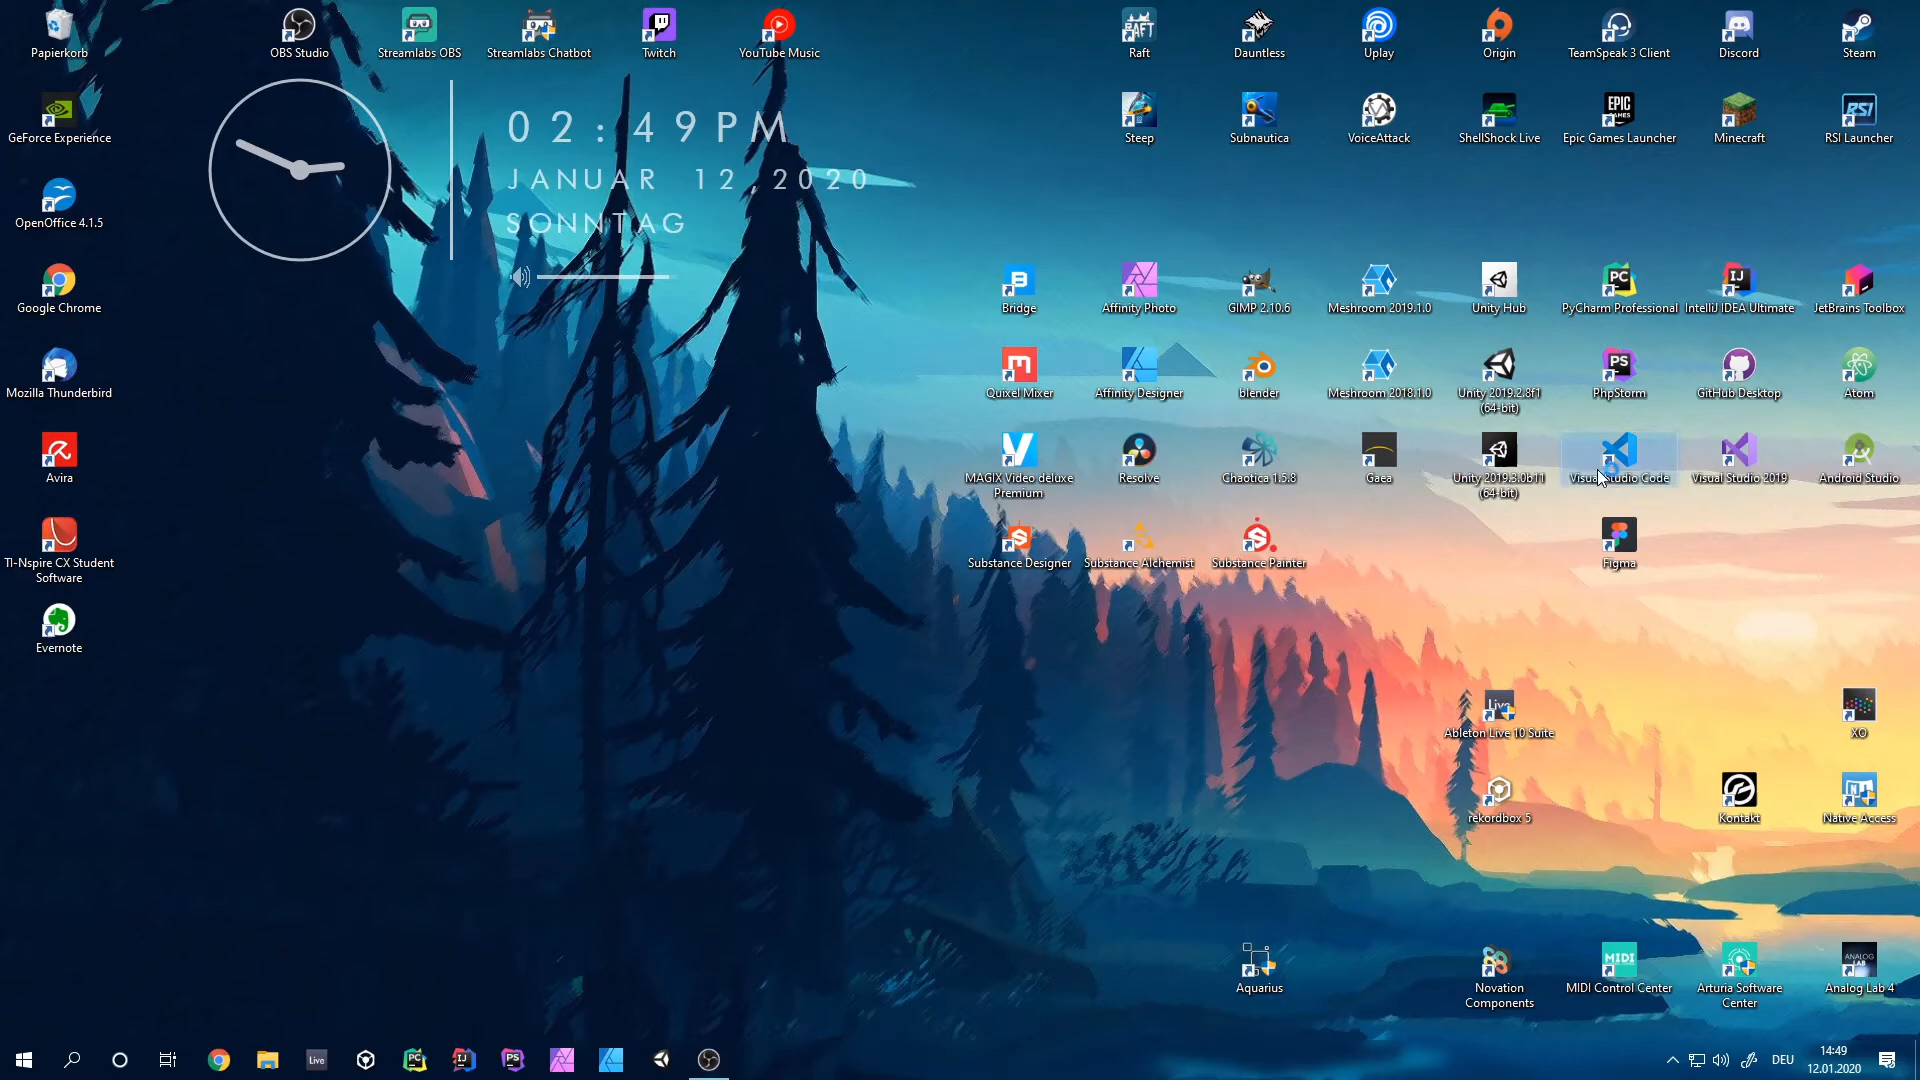 Papierkorb
OBS Studio
Streamlabs OBS
Streamlabs Chatbot
Twitch
YouTube Music
Raft
Dauntless
Uplay
Origin
TeamSpeak 3 Client
Discord
Steam
GeForce Experience
02:49PM
JANUAR 12,2020
SONNTAG
Steep
Subnautica
VoiceAttack
ShellShock Live
Epic Games Launcher
Minecraft
RSI Launcher
OpenOffice 4.1.5
Google Chrome
Bridge
Affinity Photo
GIMP 2.10.6
Meshroom 2019.1.0
Unity Hub
PyCharm Professional
IntelliJ IDEA Ultimate
JetBrains Toolbox
Mozilla Thunderbird
Quixel Mixer
Affinity Designer
blender
Meshroom 2018.1.0
Unity 2019.2.8f1
(64-bit)
PhpStorm
GitHub Desktop
Atom
Avira
MAGIX Video deluxe
Premium
Resolve
Chaotica 1.5.8
Gaea
Unity 2019.3.0b11
(64-bit)
Visual Studio Code
Visual Studio 2019
Android Studio
TI-Nspire CX Student
Software
Substance Designer
Substance Alchemist
Substance Painter
Figma
Evernote
Ableton Live 10 Suite
XO
rekordbox 5
Kontakt
Native Access
Aquarius
Novation
Components
MIDI Control Center
Arturia Software
Center
Analog Lab 4
DEU
14:49
12.01.2020